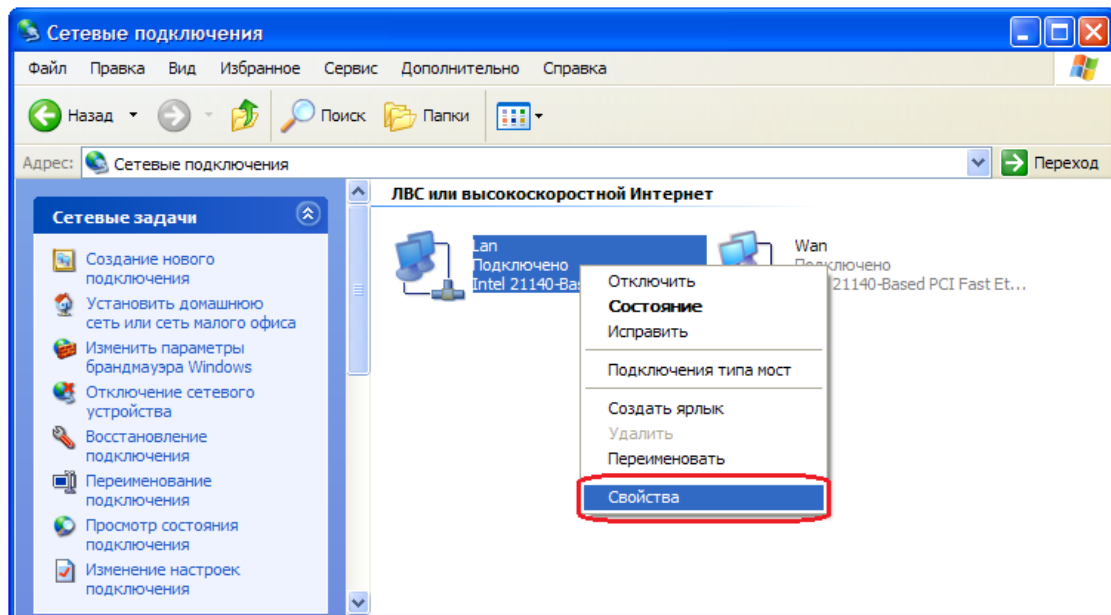 Сетевые подключения
Файл Правка Вид Избранное Сервис Дополнительно Справка
Назад Поиск Папки
Адрес: Сетевые подключения Переход
Сетевые задачи
Создание нового
подключения
Установить домашнюю
сеть или сеть малого офиса
Изменить параметры
брандмауэра Windows
Отключение сетевого
устройства
Восстановление
подключения
Переименование
подключения
Просмотр состояния
подключения
Изменение настроек
подключения
ЛВС или высокоскоростной Интернет
Lan
Подключено
Intel 21140-Bas
Wan
Подключено
21140-Based PCI Fast Et...
Отключить
Состояние
Исправить
Подключения типа мост
Создать ярлык
Удалить
Переименовать
Свойства